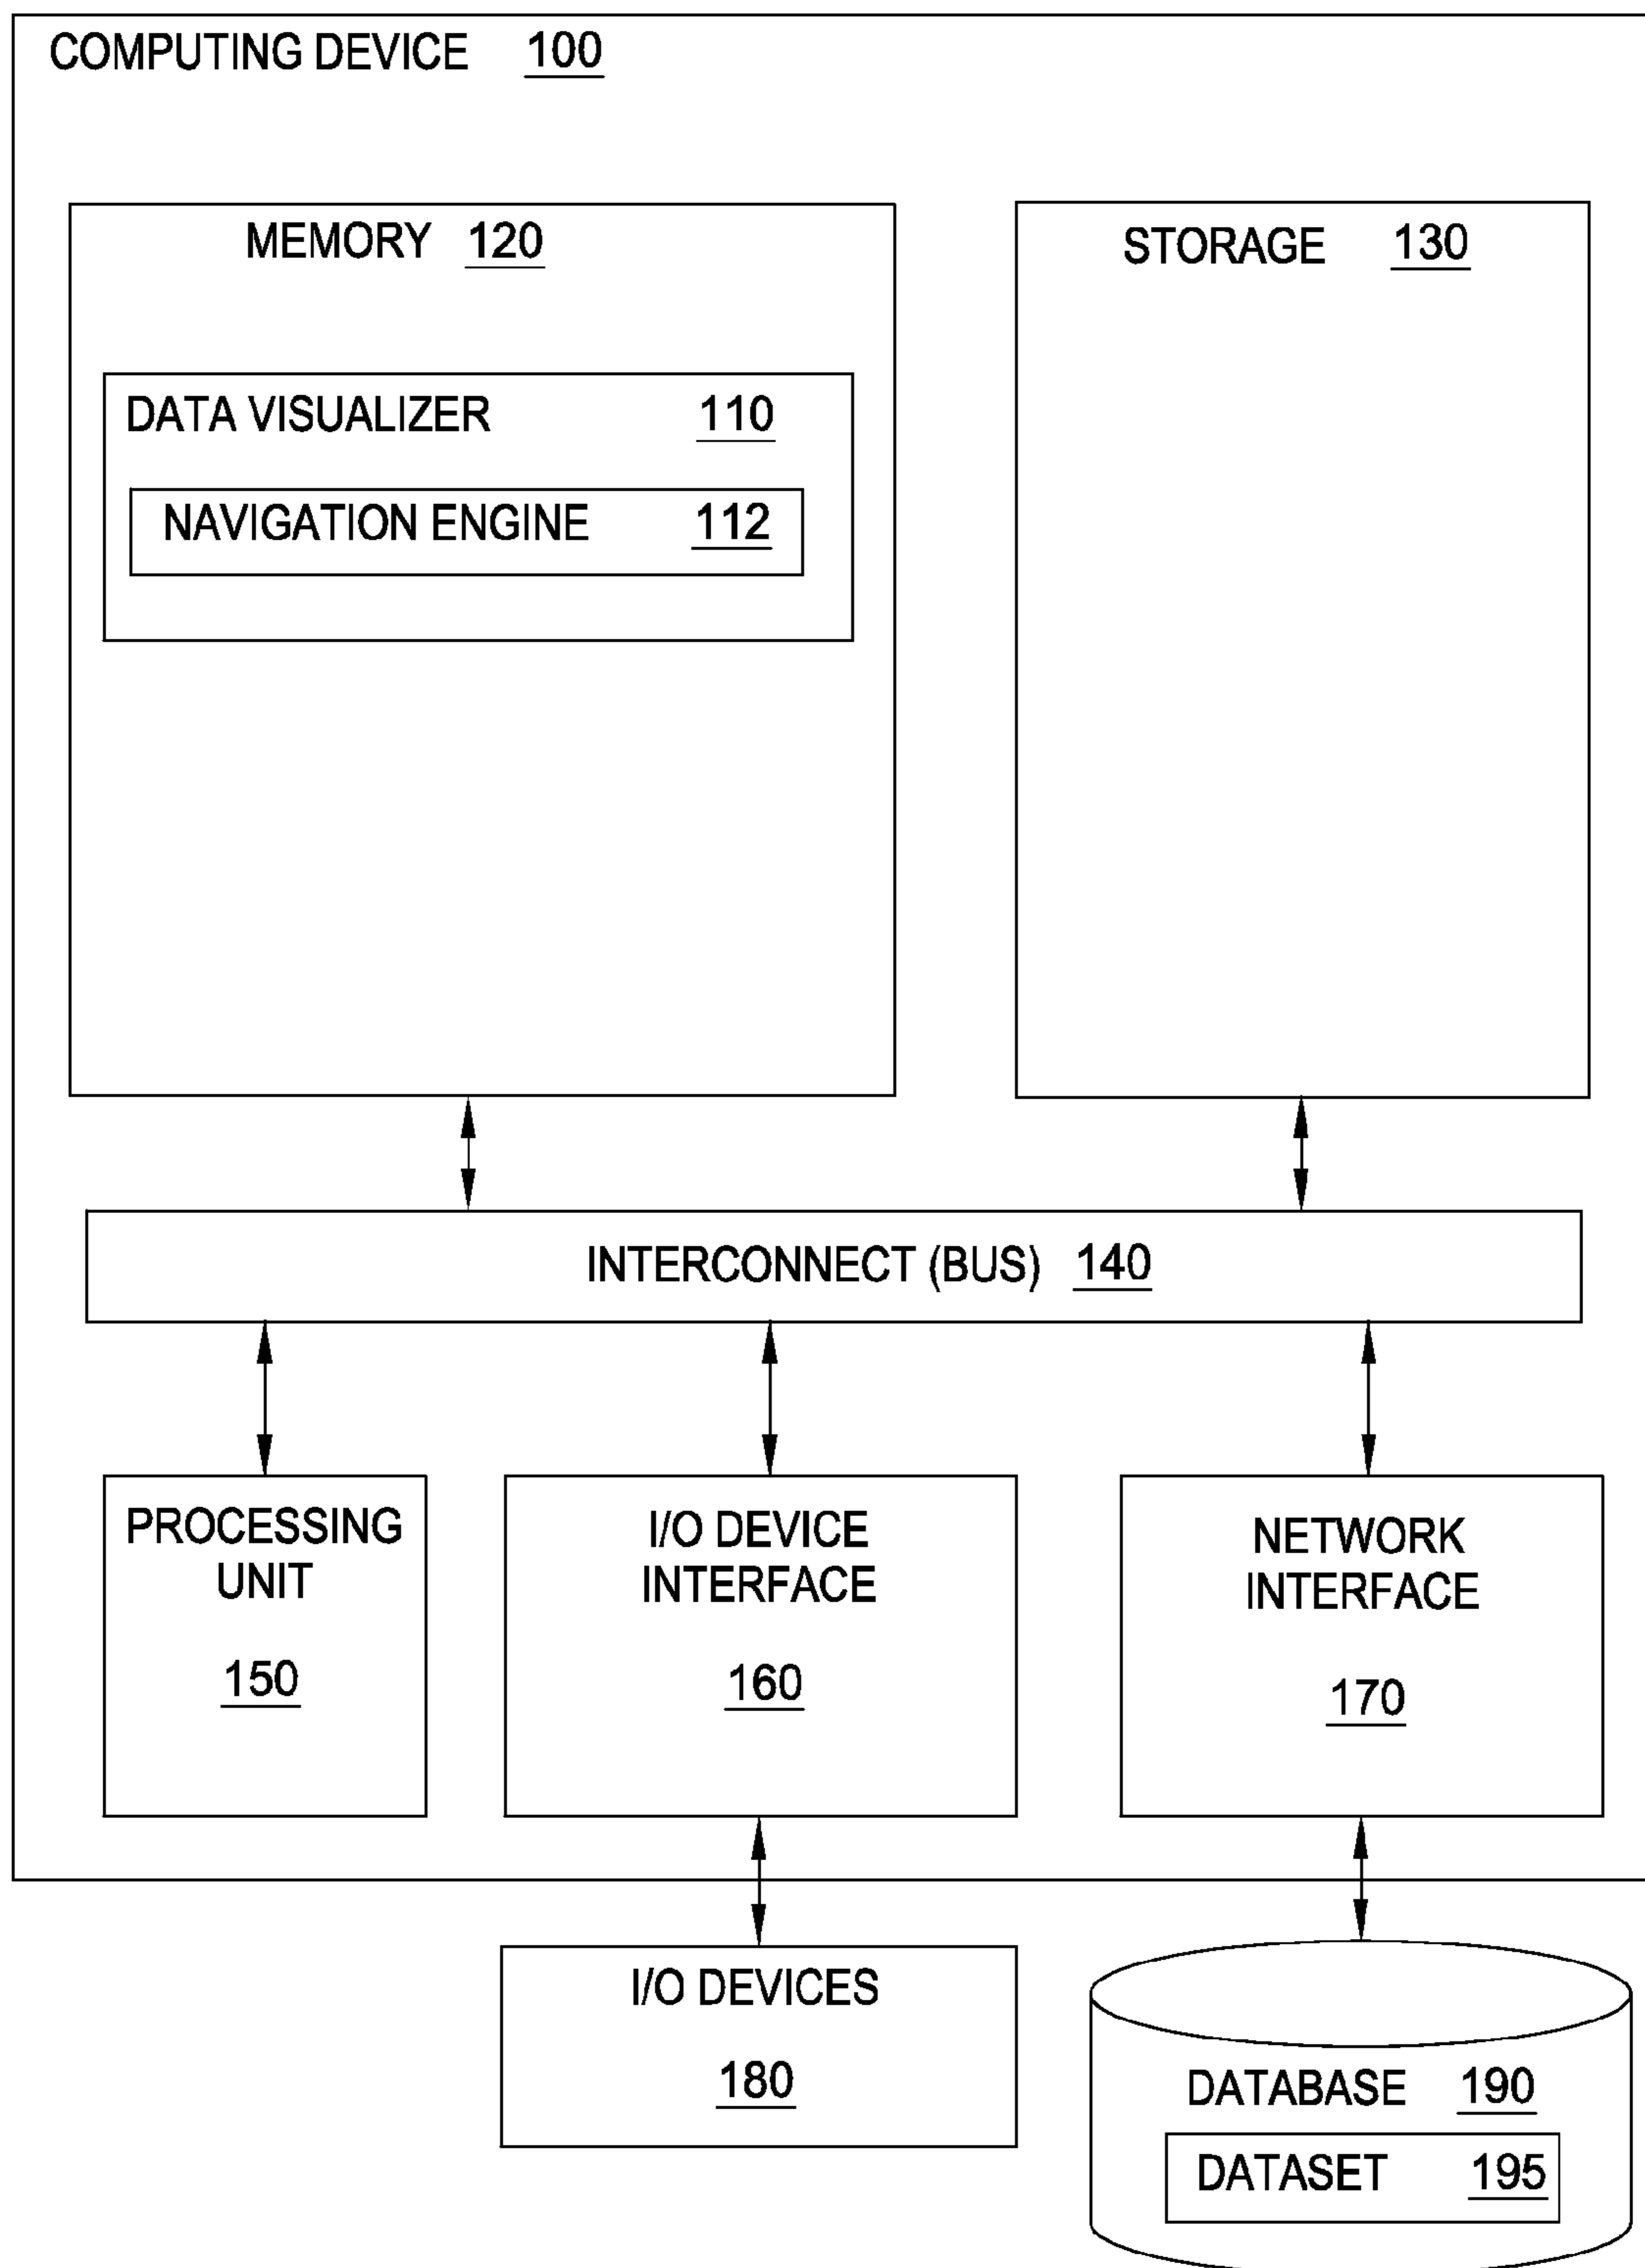 COMPUTING DEVICE 100
MEMORY 120
STORAGE 130
DATA VISUALIZER 110
NAVIGATION ENGINE 112
INTERCONNECT (BUS) 140
PROCESSING
UNIT
150
I/O DEVICE
INTERFACE
160
NETWORK
INTERFACE
170
I/O DEVICES
180
DATABASE 190
DATASET 195